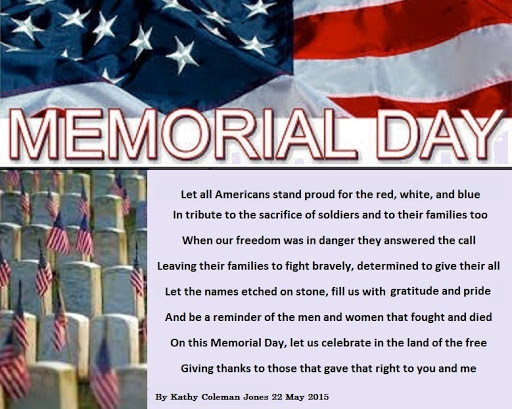 MEMORIAL DAY
Let all Americans stand proud for the red, white, and blue
In tribute to the sacrifice of soldiers and to their families too
When our freedom was in danger they answered the call
Leaving their families to fight bravely, determined to give their all
Let the names etched on stone, fill us with gratitude and pride
And be a reminder of the men and women that fought and died
On this Memorial Day, let us celebrate in the land of the free
Giving thanks to those that gave that right to you and me
By Kathy Coleman Jones 22 May 2015